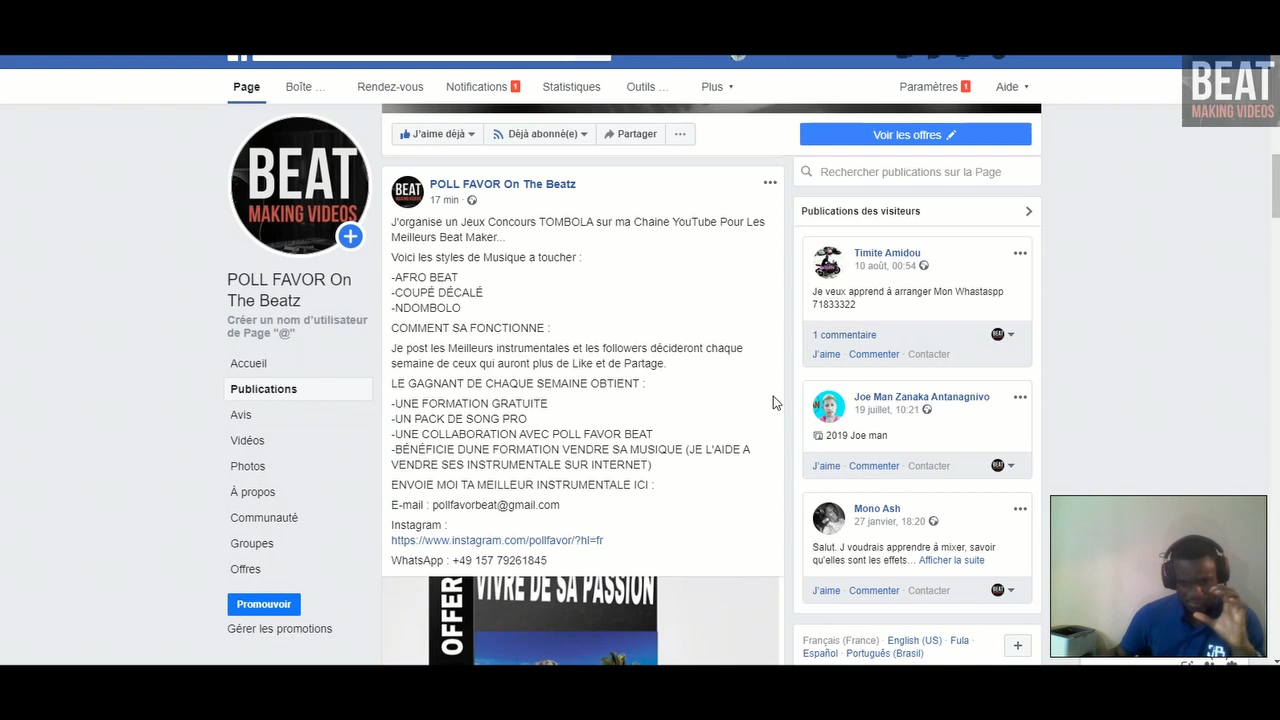 Page
Boîte …
Rendez-vous
Notifications 1
Statistiques
Outils …
Plus
Paramètres 1
Aide
BEAT
MAKING VIDEOS
J'aime déjà
Déjà abonné(e)
Partager
Voir les offres
BEAT
MAKING VIDEOS
POLL FAVOR On
The Beatz
Créer un nom d'utilisateur
de Page "@"
Accueil
Publications
Avis
Vidéos
Photos
À propos
Communauté
Groupes
Offres
Promouvoir
Gérer les promotions
BEAT
POLL FAVOR On The Beatz
17 min
J'organise un Jeux Concours TOMBOLA sur ma Chaine YouTube Pour Les
Meilleurs Beat Maker...
Voici les styles de Musique a toucher :
-AFRO BEAT
-COUPÉ DÉCALÉ
-NDOMBOLO
COMMENT SA FONCTIONNE :
Je post les Meilleurs instrumentales et les followers décideront chaque
semaine de ceux qui auront plus de Like et de Partage.
LE GAGNANT DE CHAQUE SEMAINE OBTIENT :
-UNE FORMATION GRATUITE
-UN PACK DE SONG PRO
-UNE COLLABORATION AVEC POLL FAVOR BEAT
-BÉNÉFICIE DUNE FORMATION VENDRE SA MUSIQUE (JE L'AIDE A
VENDRE SES INSTRUMENTALE SUR INTERNET)
ENVOIE MOI TA MEILLEUR INSTRUMENTALE ICI :
E-mail : pollfavorbeat@gmail.com
Instagram :
https://www.instagram.com/pollfavor/?hl=fr
WhatsApp : +49 157 79261845
OFFER
VIVRE DE SA PASSION
Rechercher publications sur la Page
Publications des visiteurs
Timite Amidou
10 août, 00:54
Je veux apprend á arranger Mon Whastaspp
71833322
1 commentaire
J'aime · Commenter · Contacter
Joe Man Zanaka Antanagnivo
19 juillet, 10:21
2019 Joe man
J'aime · Commenter · Contacter
Mono Ash
27 janvier, 18:20
Salut. J voudrais apprendre à mixer, savoir
qu'elles sont les effets… Afficher la suite
J'aime · Commenter · Contacter
Français (France) · English (US) · Fula ·
Español · Português (Brasil)